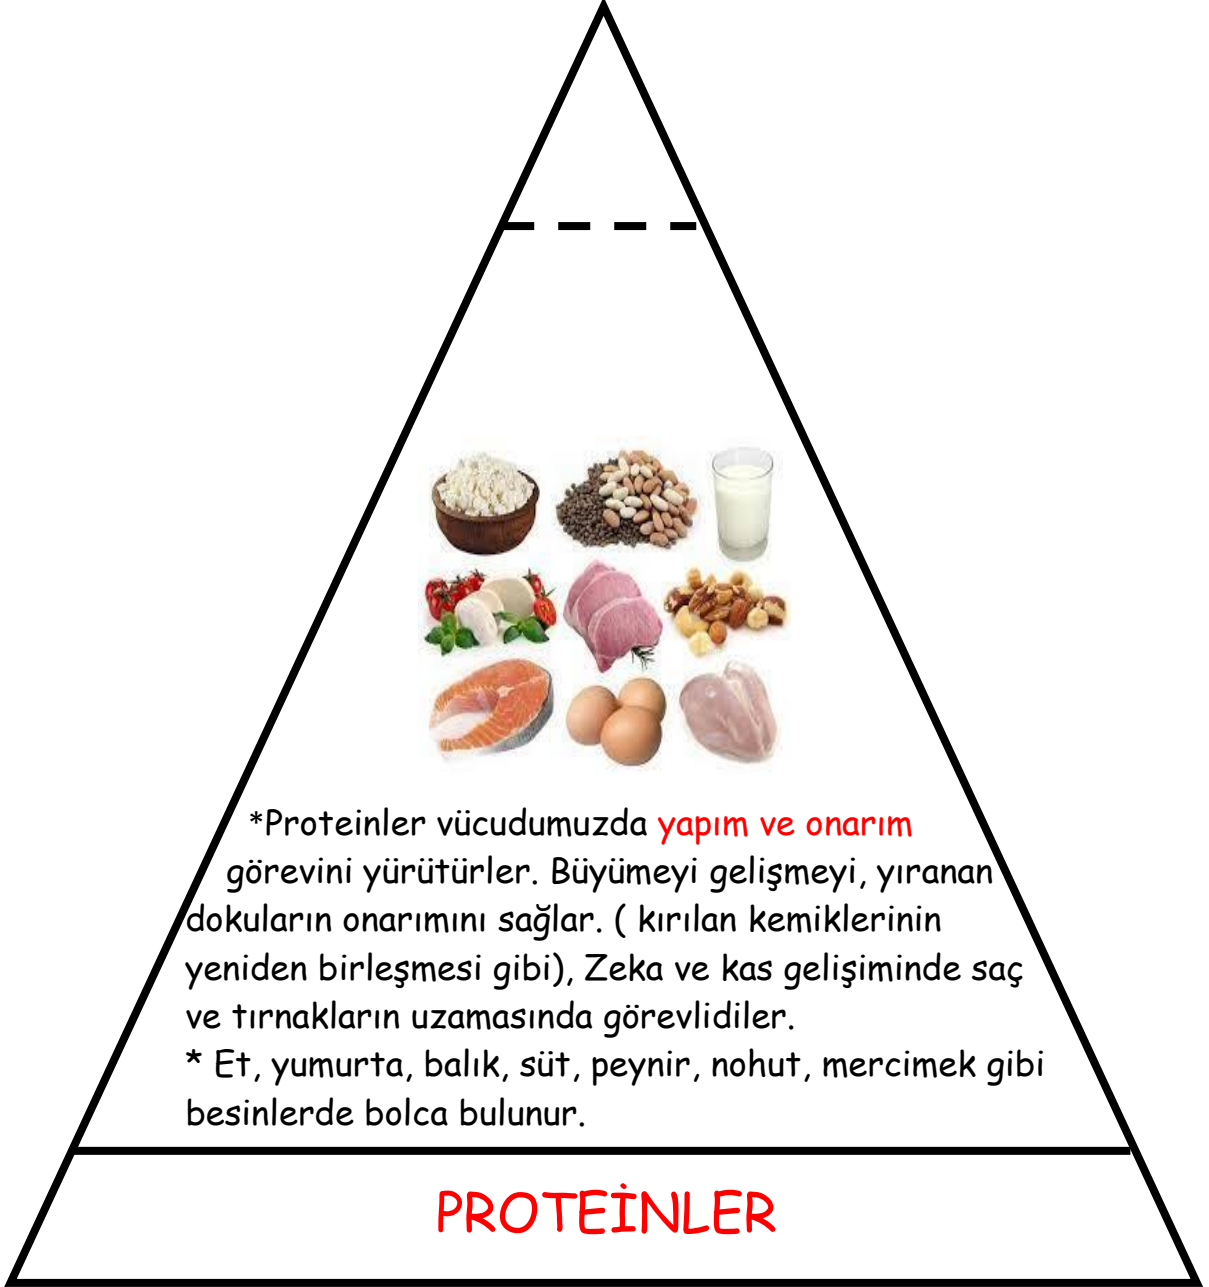 *Proteinler vücudumuzda yapım ve onarım
görevini yürütürler. Büyümeyi gelişmeyi, yıranan
dokuların onarımını sağlar. ( kırılan kemiklerinin
yeniden birleşmesi gibi), Zeka ve kas gelişiminde saç
ve tırnakların uzamasında görevlidiler.
* Et, yumurta, balık, süt, peynir, nohut, mercimek gibi
besinlerde bolca bulunur.
PROTEİNLER